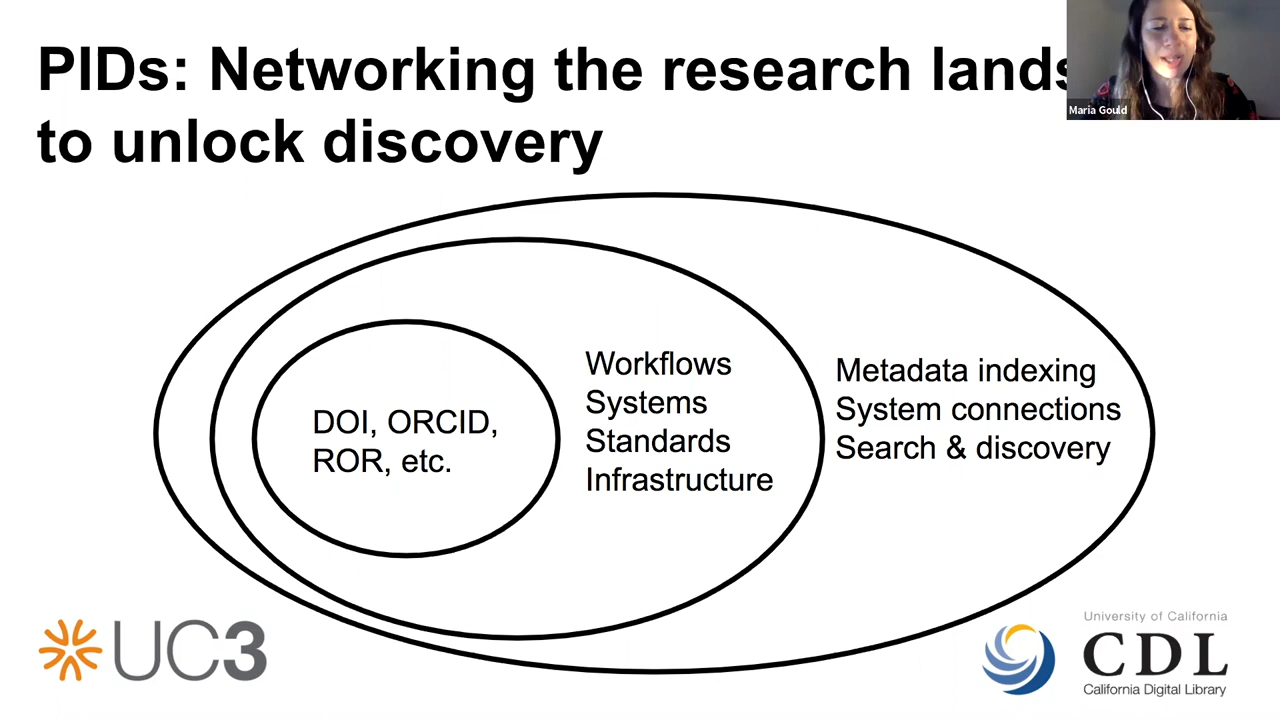 PIDs: Networking the research lands
to unlock discovery
Maria Gould
DOI, ORCID,
ROR, etc.
Workflows
Systems
Standards
Infrastructure
Metadata indexing
System connections
Search & discovery
UC3
University of California
CDL
California Digital Library